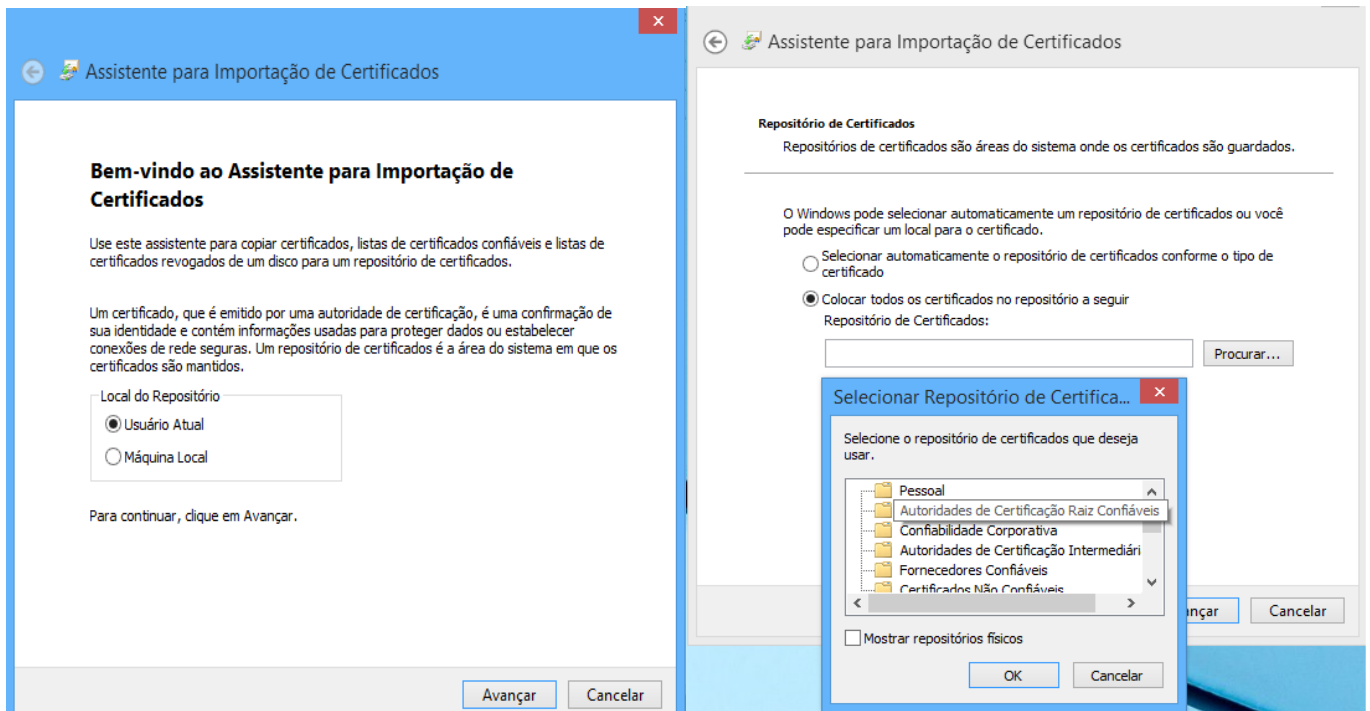 Assistente para Importação de Certificados
Bem-vindo ao Assistente para Importação de
Certificados
Use este assistente para copiar certificados, listas de certificados confiáveis e listas de
certificados revogados de um disco para um repositório de certificados.
Um certificado, que é emitido por uma autoridade de certificação, é uma confirmação de
sua identidade e contém informações usadas para proteger dados ou estabelecer
conexões de rede seguras. Um repositório de certificados é a área do sistema em que os
certificados são mantidos.
Local do Repositório
Usuário Atual
Máquina Local
Para continuar, clique em Avançar.
Avançar
Cancelar
Assistente para Importação de Certificados
Repositório de Certificados
Repositórios de certificados são áreas do sistema onde os certificados são guardados.
O Windows pode selecionar automaticamente um repositório de certificados ou você
pode especificar um local para o certificado.
Selecionar automaticamente o repositório de certificados conforme o tipo de
certificado
Colocar todos os certificados no repositório a seguir
Repositório de Certificados:
Procurar...
Selecionar Repositório de Certifica...
Selecione o repositório de certificados que deseja
usar.
Pessoal
Autoridades de Certificação Raiz Confiáveis
Confiabilidade Corporativa
Autoridades de Certificação Intermediári
Fornecedores Confiáveis
Certificados Não Confiáveis
Mostrar repositórios físicos
OK
Cancelar
nçar
Cancelar